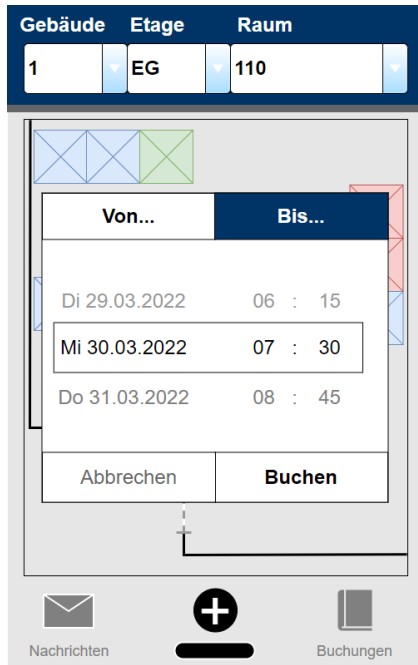 Gebäude Etage Raum
1 EG 110
Von... Bis...
Di 29.03.2022 06 : 15
Mi 30.03.2022 07 : 30
Do 31.03.2022 08 : 45
Abbrechen Buchen
Nachrichten Buchungen